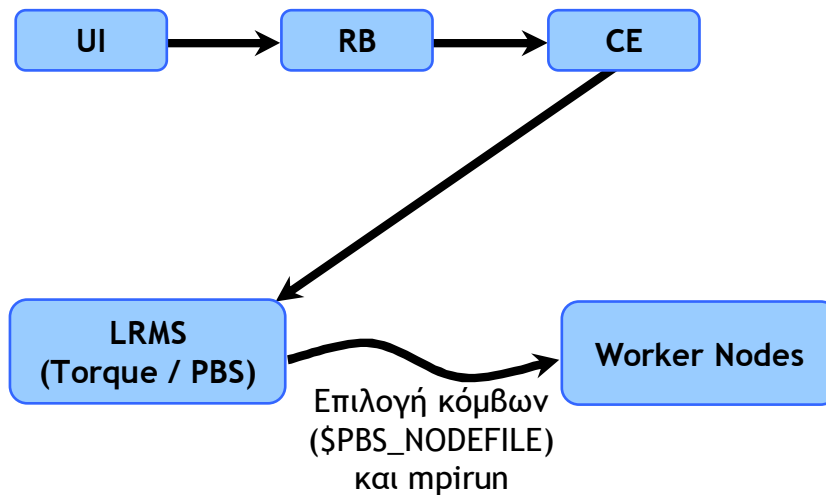 UI
RB
CE
LRMS
(Torque / PBS)
Worker Nodes
Επιλογή κόμβων
($PBS_NODEFILE)
και mpirun